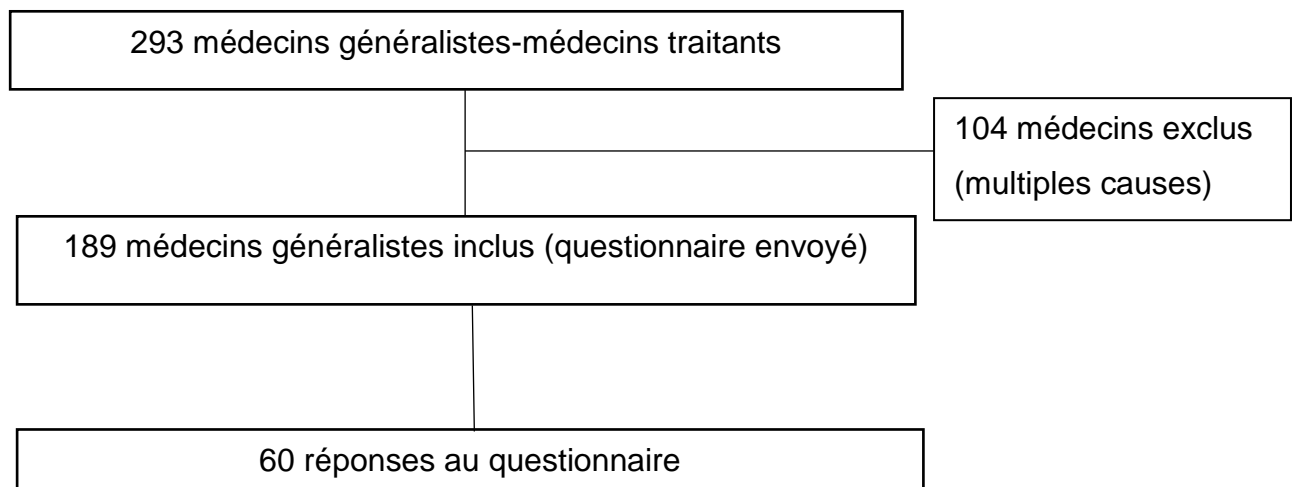 293 médecins généralistes-médecins traitants
104 médecins exclus
(multiples causes)
189 médecins généralistes inclus (questionnaire envoyé)
60 réponses au questionnaire